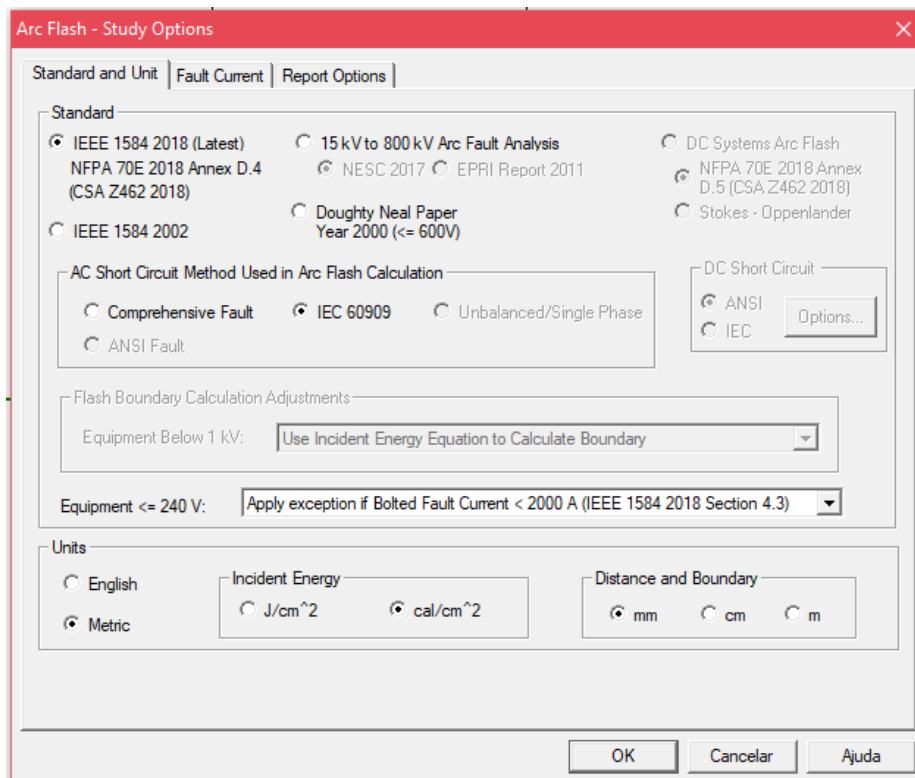 Arc Flash - Study Options
Standard and Unit
Fault Current
Report Options
Standard
IEEE 1584 2018 (Latest)
NFPA 70E 2018 Annex D.4
(CSA Z462 2018)
IEEE 1584 2002
15 kV to 800 kV Arc Fault Analysis
NESC 2017
EPRI Report 2011
Doughty Neal Paper
Year 2000 (<= 600V)
DC Systems Arc Flash
NFPA 70E 2018 Annex
D.5 (CSA Z462 2018)
Stokes - Oppenlander
AC Short Circuit Method Used in Arc Flash Calculation
Comprehensive Fault
IEC 60909
Unbalanced/Single Phase
ANSI Fault
DC Short Circuit
ANSI
IEC
Options...
Flash Boundary Calculation Adjustments
Equipment Below 1 kV:
Use Incident Energy Equation to Calculate Boundary
Equipment <= 240 V:
Apply exception if Bolted Fault Current < 2000 A (IEEE 1584 2018 Section 4.3)
Units
English
Metric
Incident Energy
J/cm^2
cal/cm^2
Distance and Boundary
mm
cm
m
OK
Cancelar
Ajuda